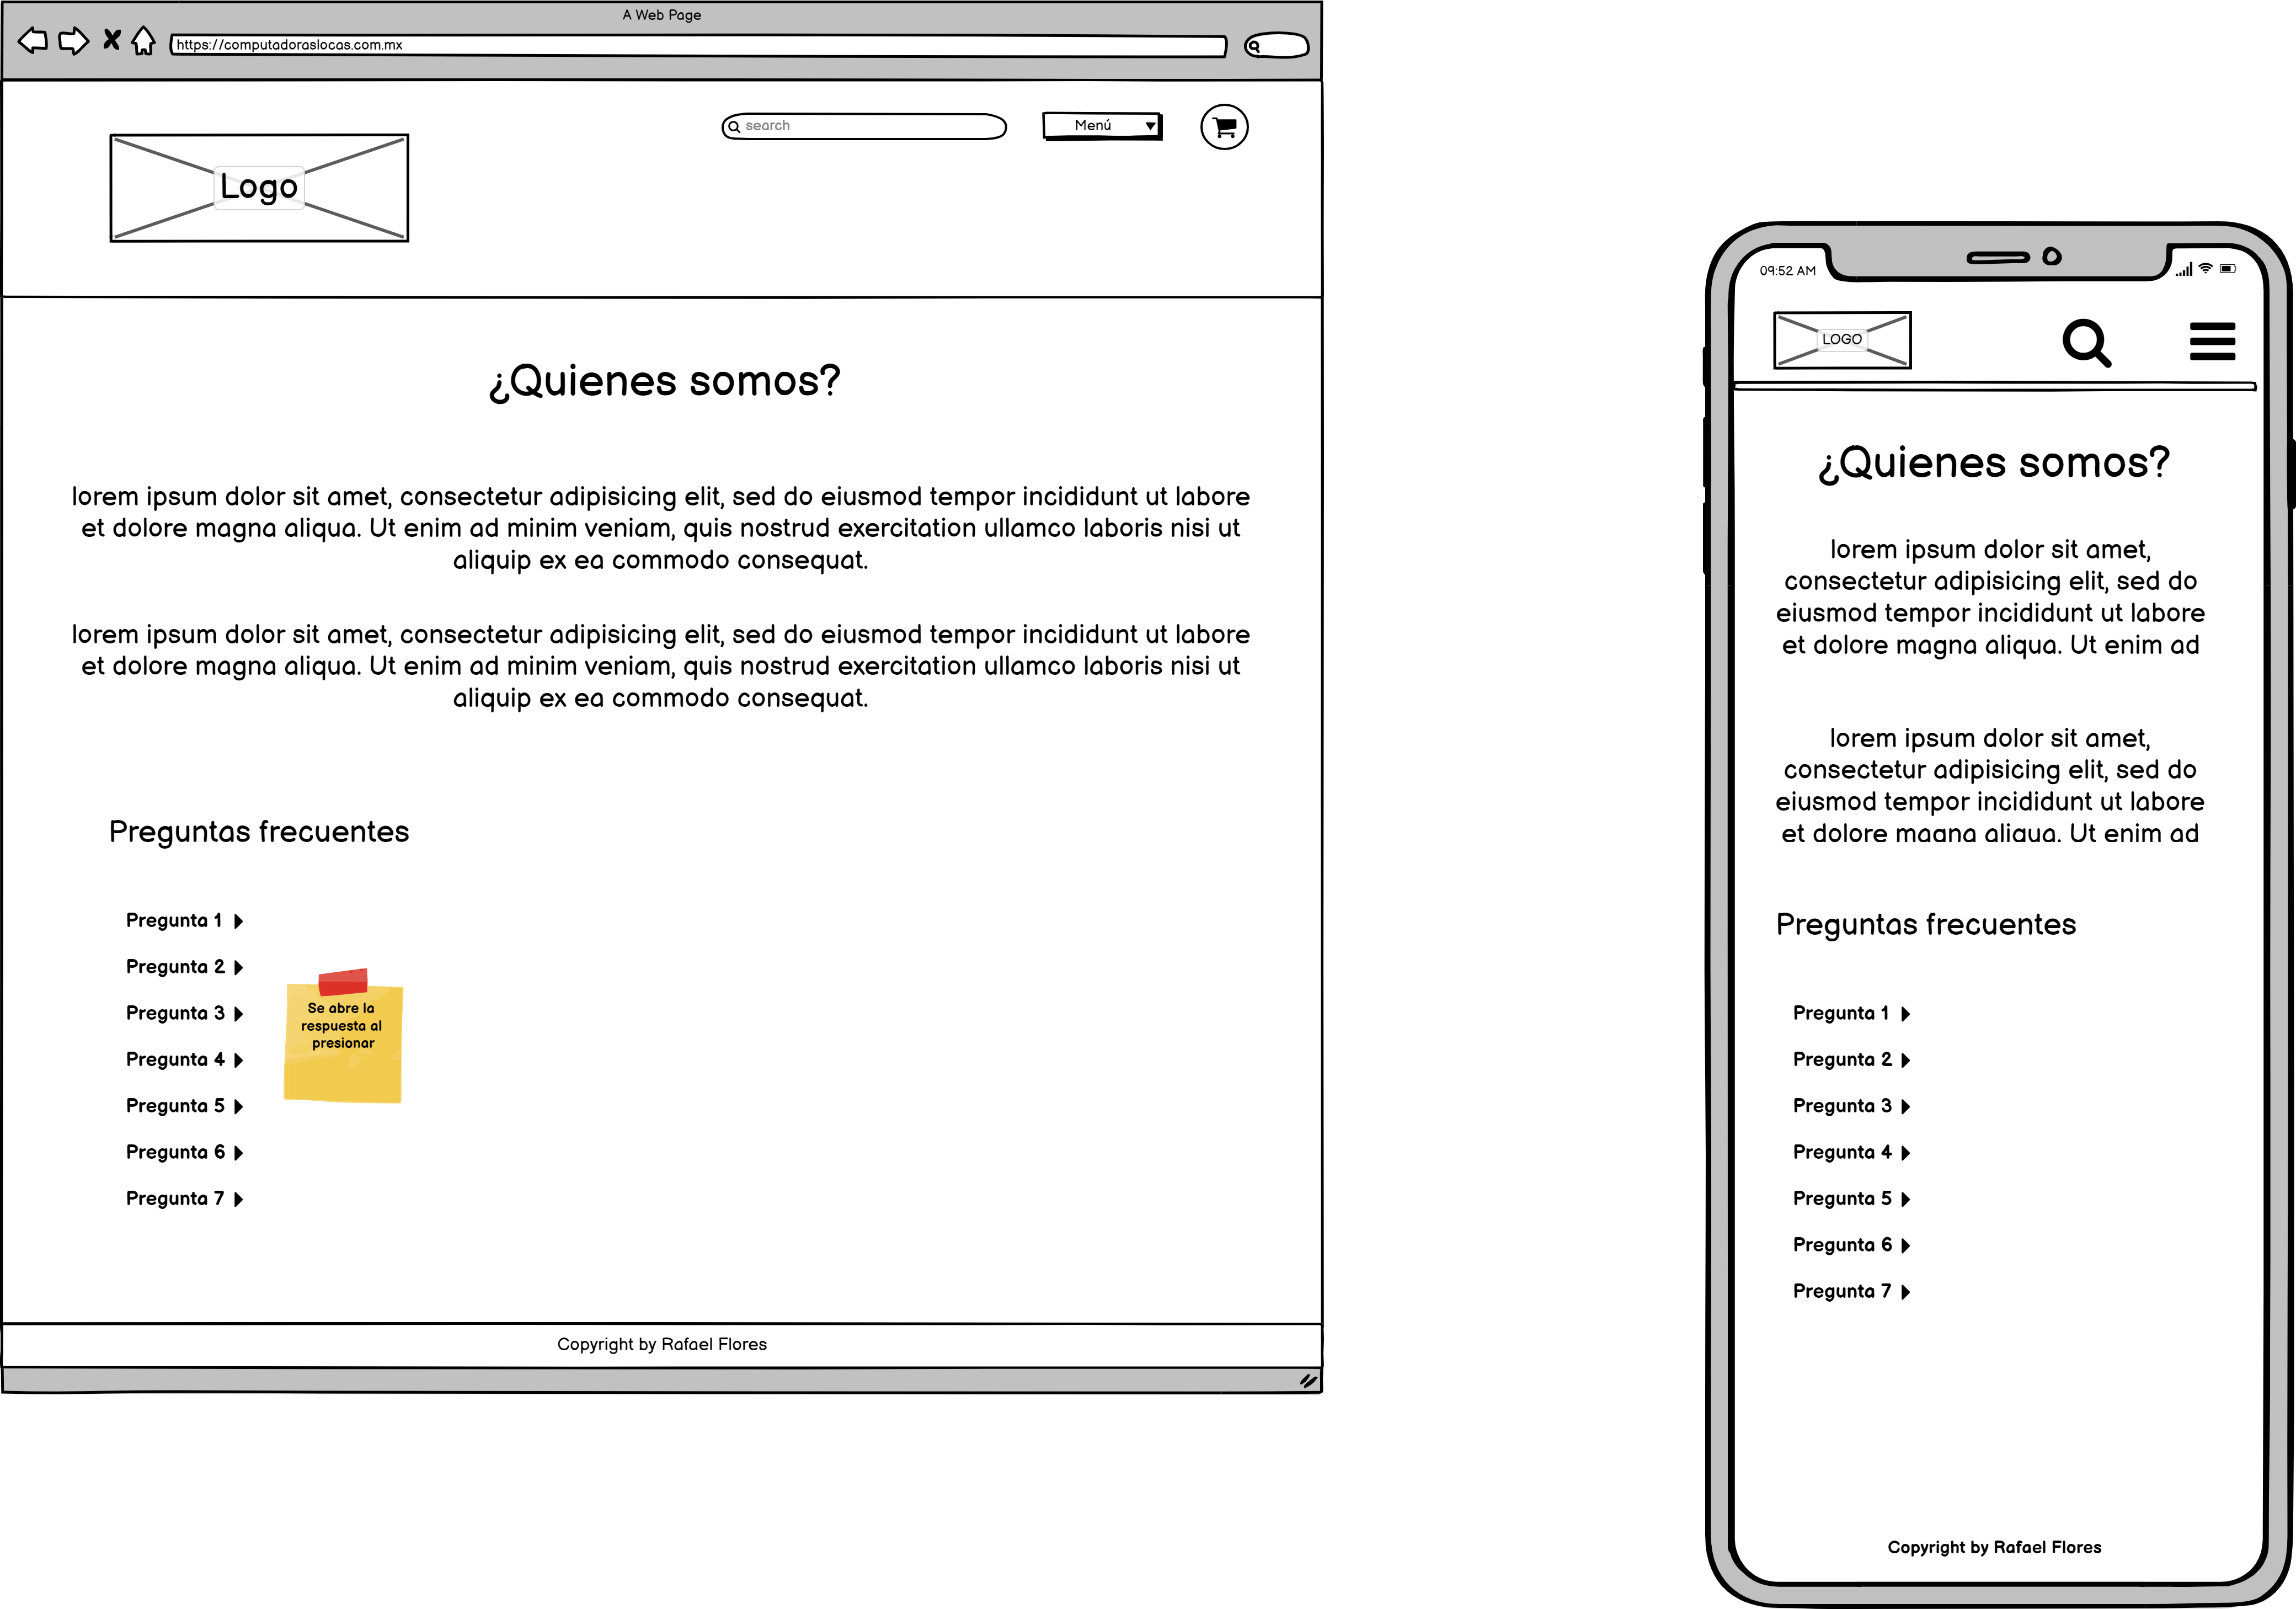 A Web Page
https://computadoraslocas.com.mx
search
Menú
Logo
¿Quienes somos?
lorem ipsum dolor sit amet, consectetur adipisicing elit, sed do eiusmod tempor incididunt ut labore
et dolore magna aliqua. Ut enim ad minim veniam, quis nostrud exercitation ullamco laboris nisi ut
aliquip ex ea commodo consequat.
lorem ipsum dolor sit amet, consectetur adipisicing elit, sed do eiusmod tempor incididunt ut labore
et dolore magna aliqua. Ut enim ad minim veniam, quis nostrud exercitation ullamco laboris nisi ut
aliquip ex ea commodo consequat.
Preguntas frecuentes
Pregunta 1
Pregunta 2
Pregunta 3
Pregunta 4
Pregunta 5
Pregunta 6
Pregunta 7
Se abre la
respuesta al
presionar
Copyright by Rafael Flores
09:52 AM
LOGO
¿Quienes somos?
lorem ipsum dolor sit amet,
consectetur adipisicing elit, sed do
eiusmod tempor incididunt ut labore
et dolore magna aliqua. Ut enim ad
lorem ipsum dolor sit amet,
consectetur adipisicing elit, sed do
eiusmod tempor incididunt ut labore
et dolore magna aliqua. Ut enim ad
Preguntas frecuentes
Pregunta 1
Pregunta 2
Pregunta 3
Pregunta 4
Pregunta 5
Pregunta 6
Pregunta 7
Copyright by Rafael Flores